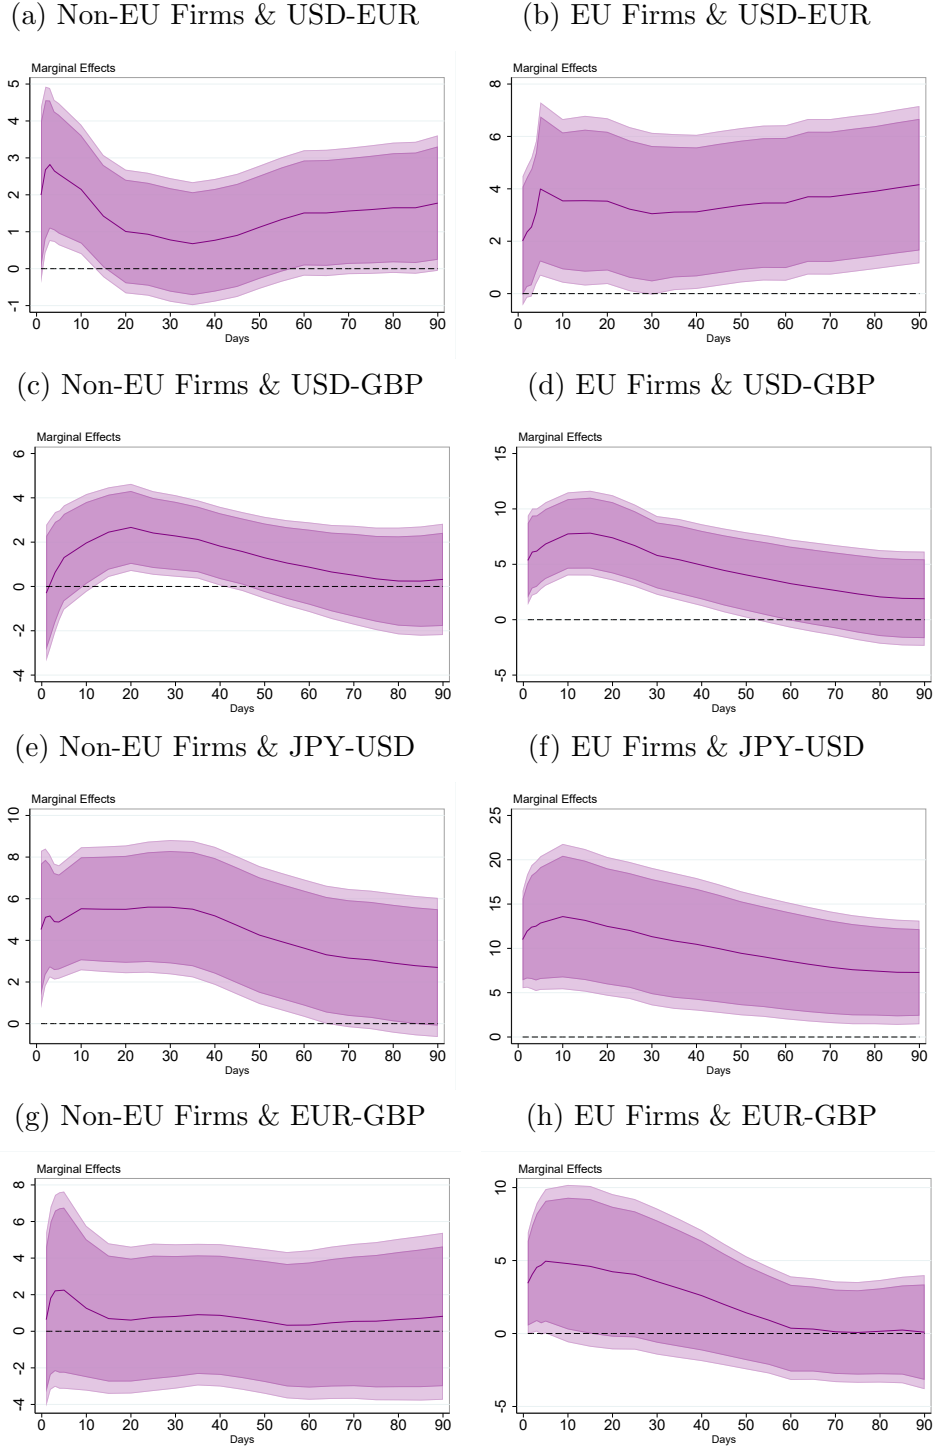 (a) Non-EU Firms & USD-EUR
(b) EU Firms & USD-EUR
Marginal Effects
5
4
3
2
1
0
-1
0 10 20 30 40 50 60 70 80 90
Days
Marginal Effects
8
6
4
2
0
0 10 20 30 40 50 60 70 80 90
Days
(c) Non-EU Firms & USD-GBP
(d) EU Firms & USD-GBP
Marginal Effects
6
4
2
0
-2
-4
0 10 20 30 40 50 60 70 80 90
Days
Marginal Effects
15
10
5
0
-5
0 10 20 30 40 50 60 70 80 90
Days
(e) Non-EU Firms & JPY-USD
(f) EU Firms & JPY-USD
Marginal Effects
10
8
6
4
2
0
0 10 20 30 40 50 60 70 80 90
Days
Marginal Effects
25
20
15
10
5
0
0 10 20 30 40 50 60 70 80 90
Days
(g) Non-EU Firms & EUR-GBP
(h) EU Firms & EUR-GBP
Marginal Effects
8
6
4
2
0
-2
-4
0 10 20 30 40 50 60 70 80 90
Days
Marginal Effects
10
5
0
-5
0 10 20 30 40 50 60 70 80 90
Days